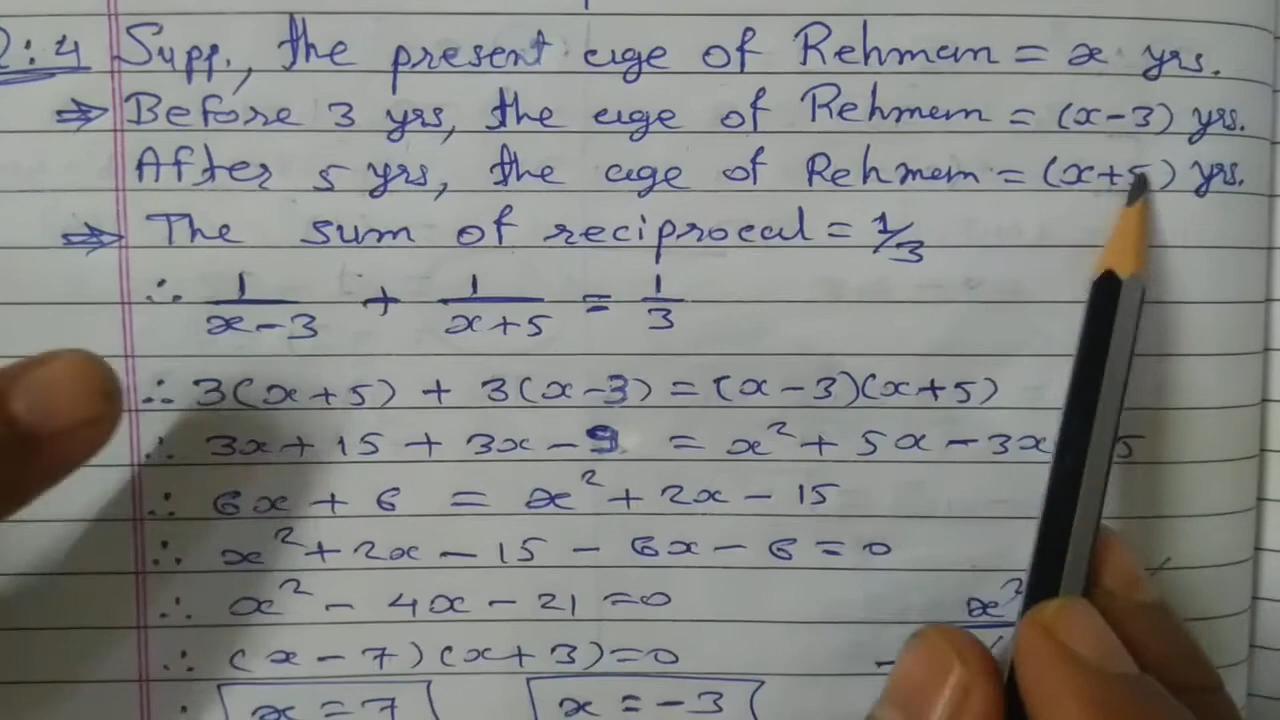 Q:4 Supp., the present age of Rehman = x yrs.
⇒ Before 3 yrs, the age of Rehman = (x-3) yrs.
After 5 yrs, the age of Rehman = (x+5) yrs.
⇒ The sum of reciprocal = 1/3
∴ 1/(x-3) + 1/(x+5) = 1/3
∴ 3(x+5) + 3(x-3) = (x-3)(x+5)
∴ 3x + 15 + 3x - 9 = x² + 5x - 3x 5
∴ 6x + 6 = x² + 2x - 15
∴ x² + 2x - 15 - 6x - 6 = 0
∴ x² - 4x - 21 = 0
∴ (x-7)(x+3) = 0
∴ x = 7 x = -3